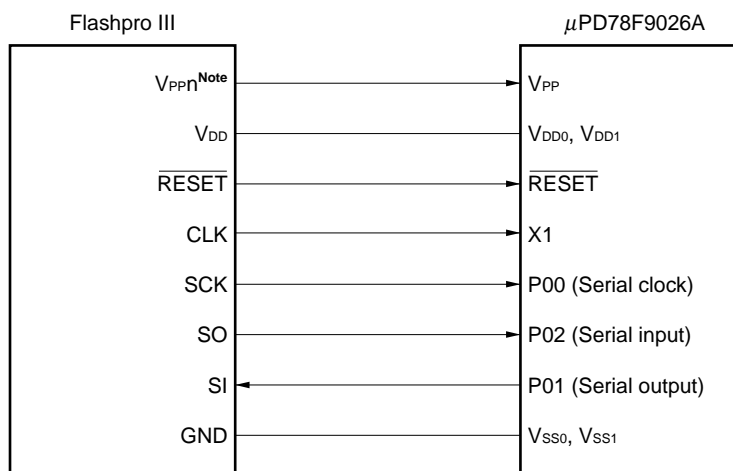 Flashpro III μPD78F9026A
VPPnNote VPP
VDD VDD0, VDD1
RESET RESET
CLK X1
SCK P00 (Serial clock)
SO P02 (Serial input)
SI P01 (Serial output)
GND VSS0, VSS1